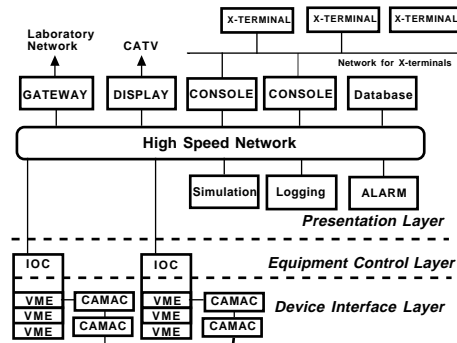 X-TERMINAL X-TERMINAL X-TERMINAL
Laboratory
Network
CATV
Network for X-terminals
GATEWAY DISPLAY CONSOLE CONSOLE Database
High Speed Network
Simulation Logging ALARM
Presentation Layer
IOC IOC Equipment Control Layer
VME CAMAC VME CAMAC Device Interface Layer
VME CAMAC VME CAMAC
VME VME